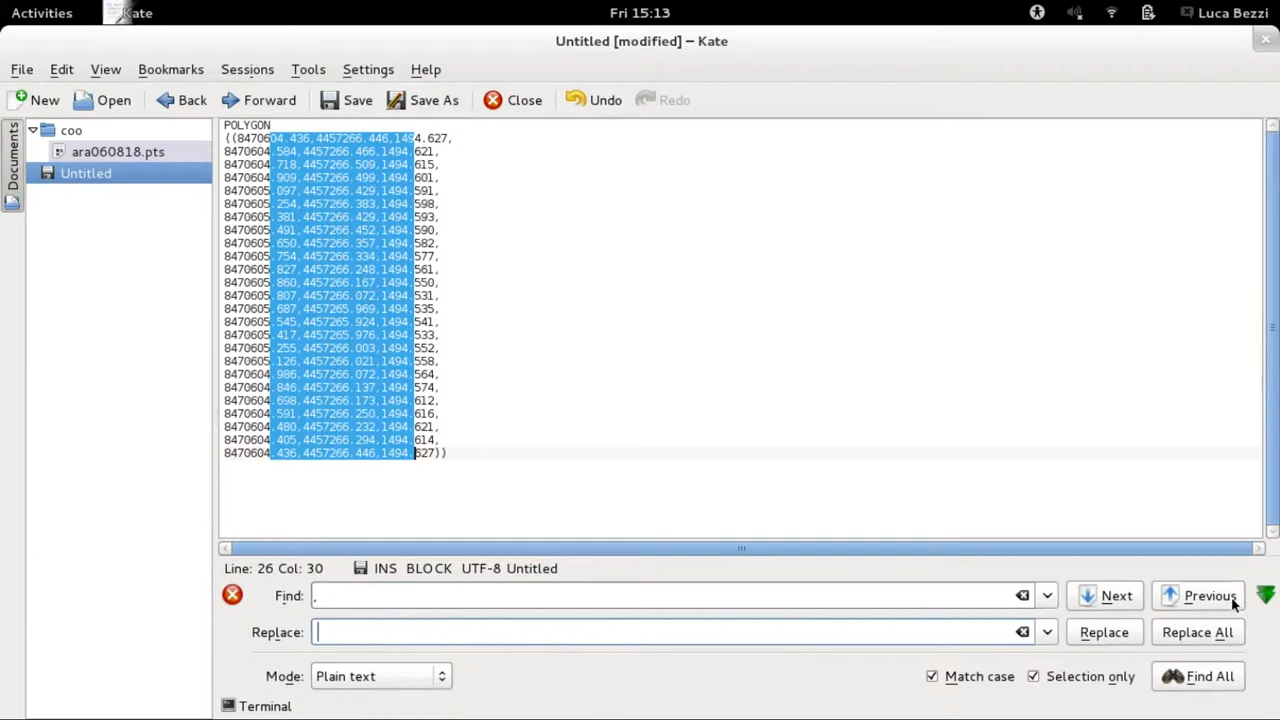 Activities Kate Fri 15:13 Luca Bezzi
Untitled [modified] — Kate
File Edit View Bookmarks Sessions Tools Settings Help
New Open Back Forward Save Save As Close Undo Redo
Documents
coo
ara060818.pts
Untitled
POLYGON
((8470604.436,4457266.446,1494.627,
8470604.584,4457266.466,1494.621,
8470604.718,4457266.509,1494.615,
8470604.909,4457266.499,1494.601,
8470605.097,4457266.429,1494.591,
8470605.254,4457266.383,1494.598,
8470605.381,4457266.429,1494.593,
8470605.491,4457266.452,1494.590,
8470605.650,4457266.357,1494.582,
8470605.754,4457266.334,1494.577,
8470605.827,4457266.248,1494.561,
8470605.860,4457266.167,1494.550,
8470605.807,4457266.072,1494.531,
8470605.687,4457265.969,1494.535,
8470605.545,4457265.924,1494.541,
8470605.417,4457265.976,1494.533,
8470605.255,4457266.003,1494.552,
8470605.126,4457266.021,1494.558,
8470604.986,4457266.072,1494.564,
8470604.846,4457266.137,1494.574,
8470604.698,4457266.173,1494.612,
8470604.591,4457266.250,1494.616,
8470604.480,4457266.232,1494.621,
8470604.405,4457266.294,1494.614,
8470604.436,4457266.446,1494.627))
Line: 26 Col: 30 INS BLOCK UTF-8 Untitled
Find: , Next Previous
Replace: Replace Replace All
Mode: Plain text Match case Selection only Find All
Terminal